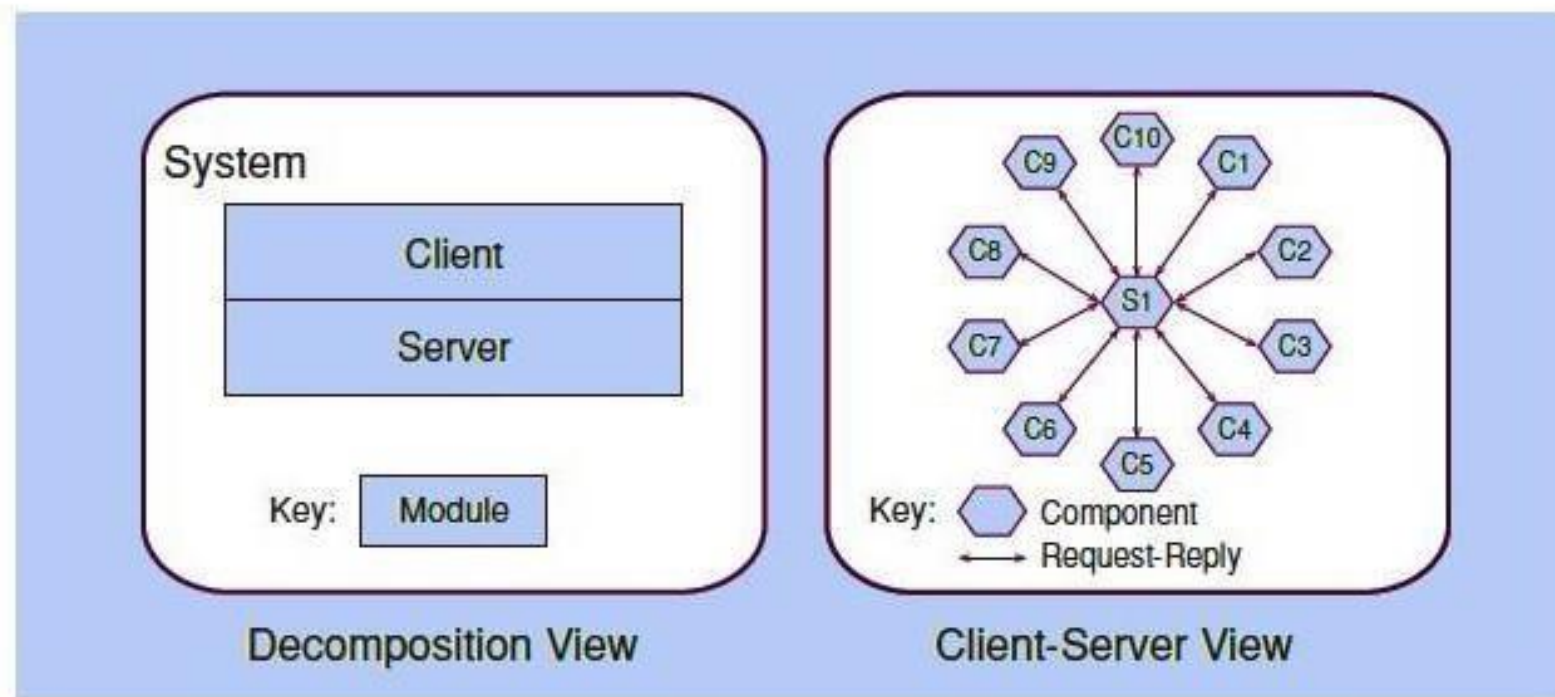 System
Client
Server
Key: Module
Decomposition View
C10
C9
C1
C8
C2
S1
C7
C3
C6
C4
C5
Key: Component
Request-Reply
Client-Server View